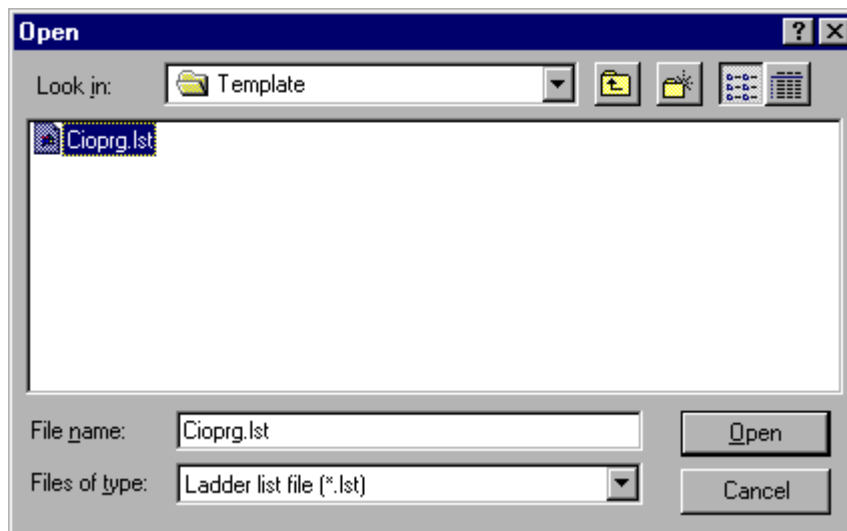 Open
Look in: Template
Cioprg.lst
File name: Cioprg.lst Open
Files of type: Ladder list file (*.lst) Cancel